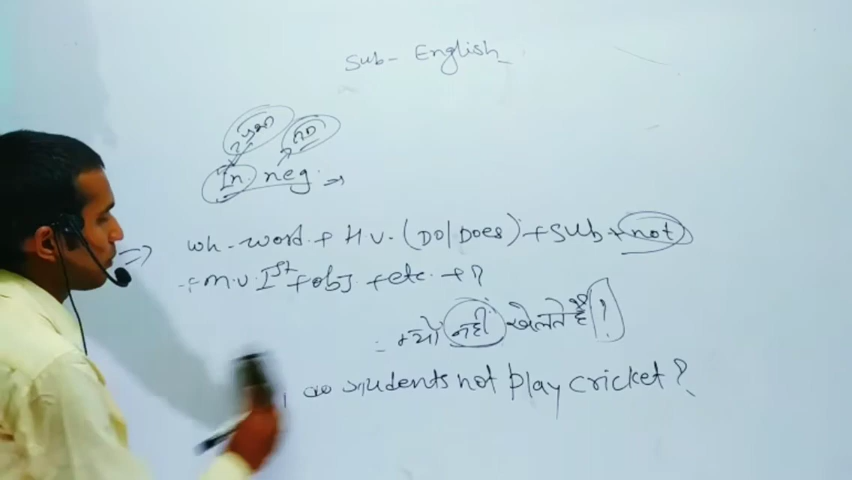 Sub- English
प्रश्न
In neg. →
⇒ wh-word + H V. (DO/DOES) + sub + not
+ m.v Ist + obj + etc. + ?
क्यों नहीं खेलते हैं ?
students not play cricket ?